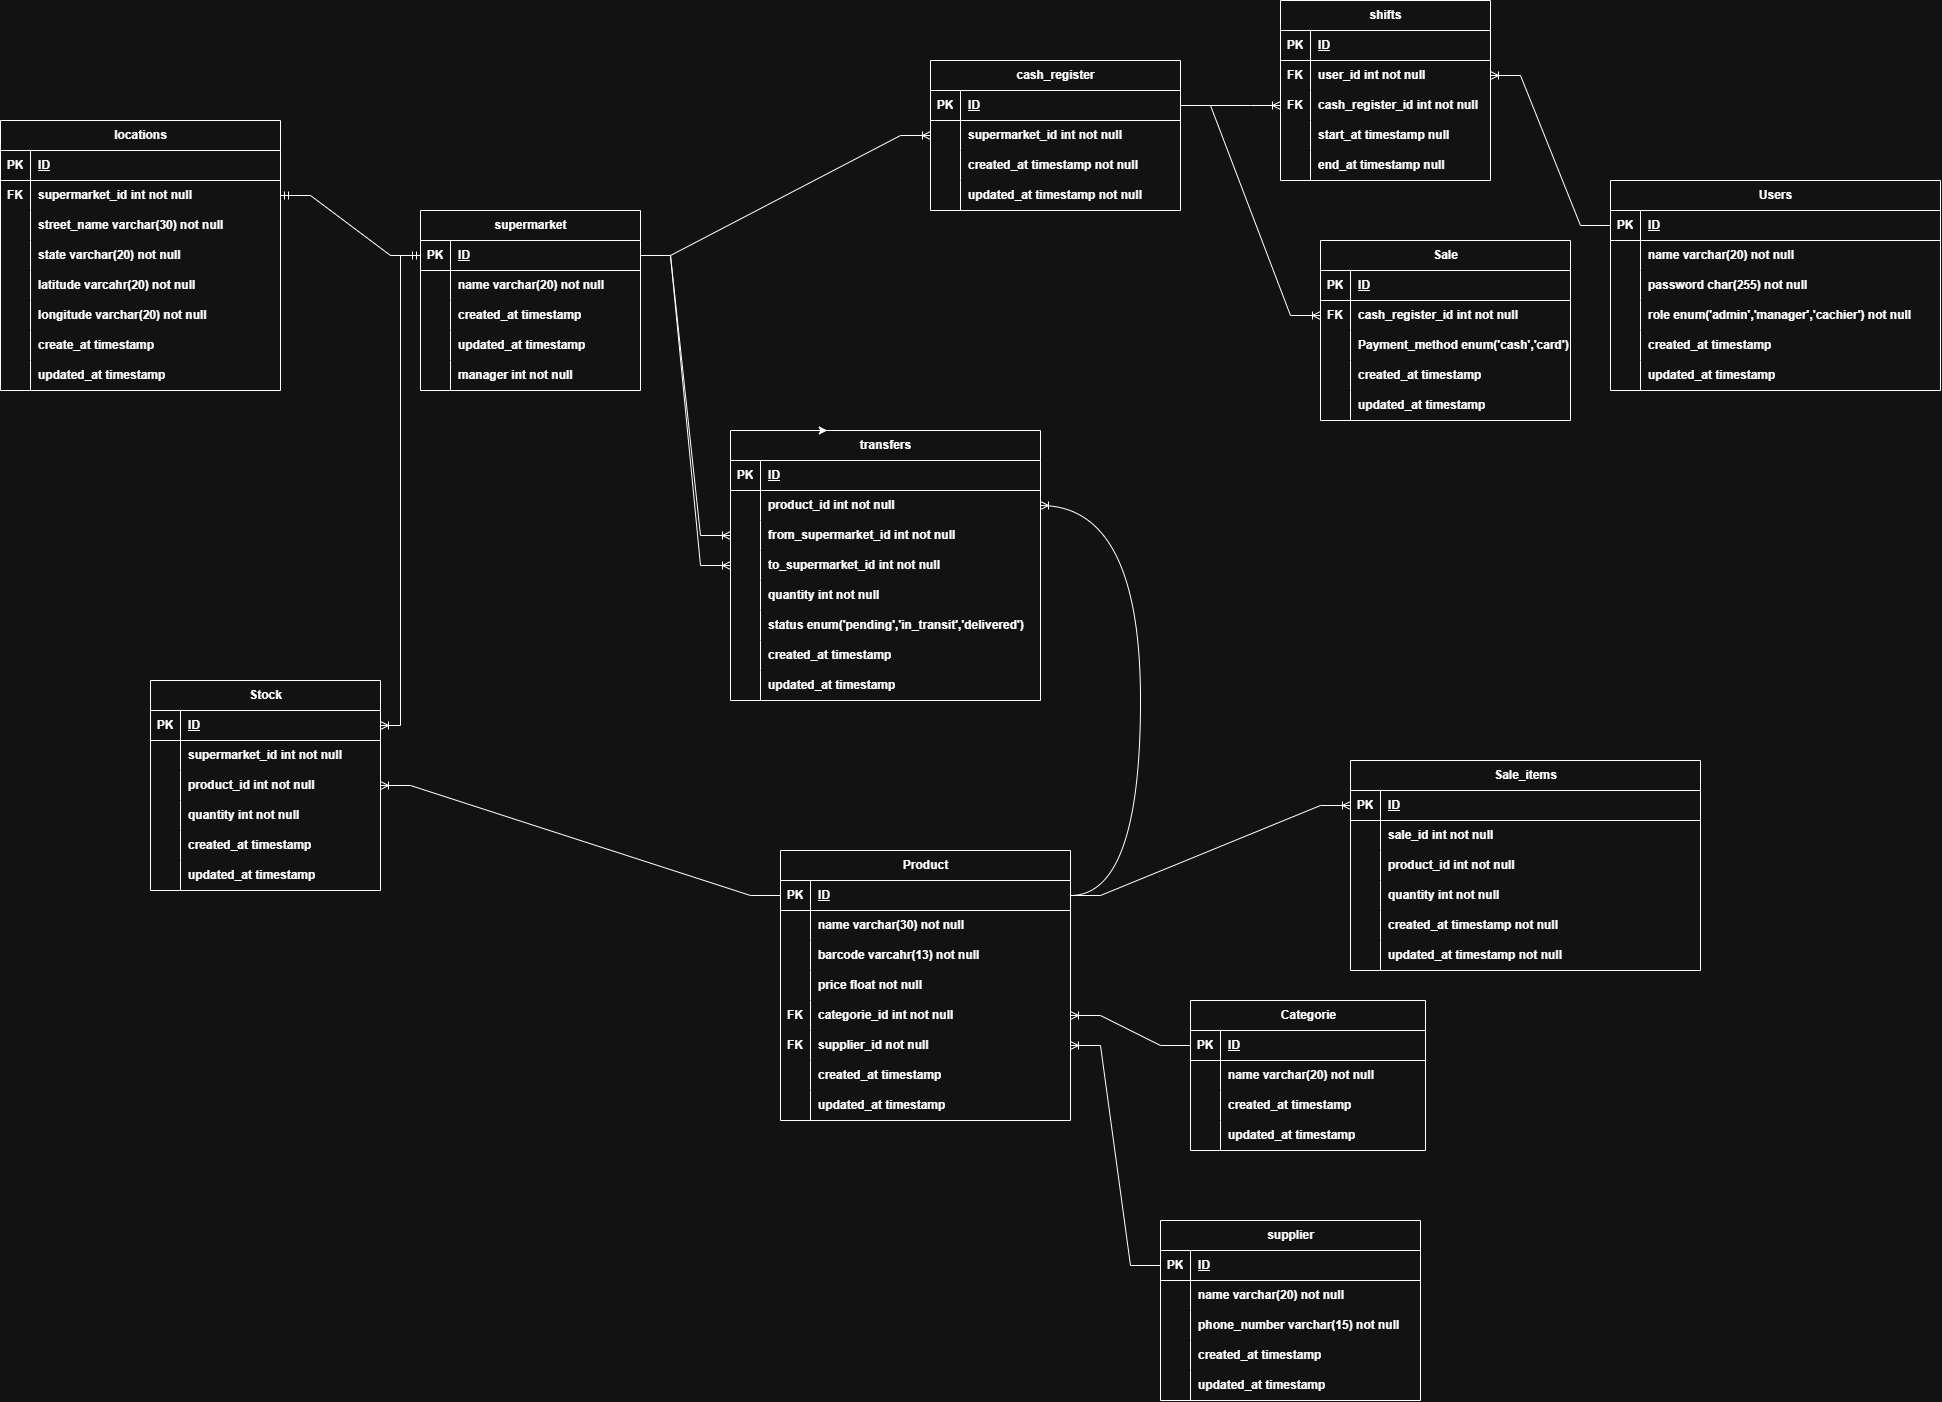 shifts
PK ID
FK user_id int not null
FK cash_register_id int not null
start_at timestamp null
end_at timestamp null
cash_register
PK ID
supermarket_id int not null
created_at timestamp not null
updated_at timestamp not null
locations
PK ID
FK supermarket_id int not null
street_name varchar(30) not null
state varchar(20) not null
latitude varcahr(20) not null
longitude varchar(20) not null
create_at timestamp
updated_at timestamp
supermarket
PK ID
name varchar(20) not null
created_at timestamp
updated_at timestamp
manager int not null
Users
PK ID
name varchar(20) not null
password char(255) not null
role enum('admin','manager','cachier') not null
created_at timestamp
updated_at timestamp
Sale
PK ID
FK cash_register_id int not null
Payment_method enum('cash','card')
created_at timestamp
updated_at timestamp
transfers
PK ID
product_id int not null
from_supermarket_id int not null
to_supermarket_id int not null
quantity int not null
status enum('pending','in_transit','delivered')
created_at timestamp
updated_at timestamp
Stock
PK ID
supermarket_id int not null
product_id int not null
quantity int not null
created_at timestamp
updated_at timestamp
Sale_items
PK ID
sale_id int not null
product_id int not null
quantity int not null
created_at timestamp not null
updated_at timestamp not null
Product
PK ID
name varchar(30) not null
barcode varcahr(13) not null
price float not null
FK categorie_id int not null
FK supplier_id not null
created_at timestamp
updated_at timestamp
Categorie
PK ID
name varchar(20) not null
created_at timestamp
updated_at timestamp
supplier
PK ID
name varchar(20) not null
phone_number varchar(15) not null
created_at timestamp
updated_at timestamp